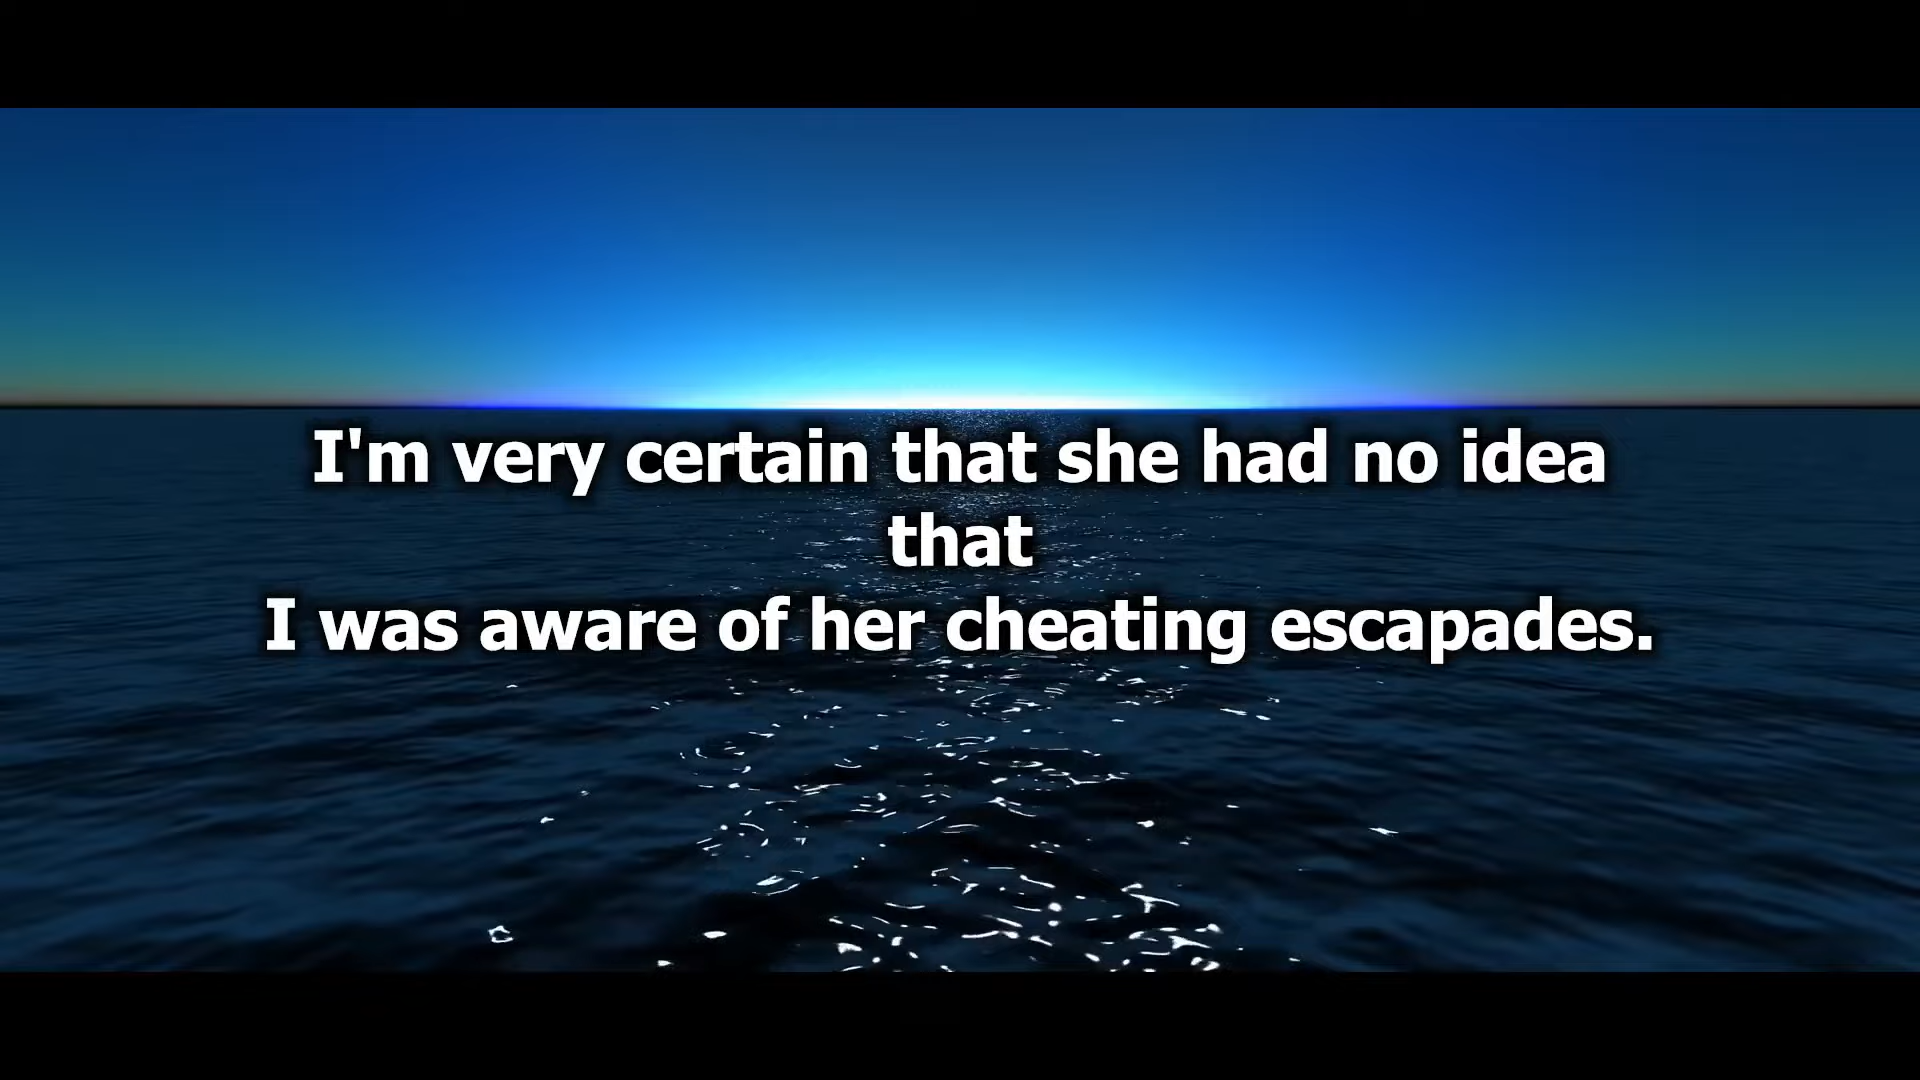 I'm very certain that she had no idea
that
I was aware of her cheating escapades.